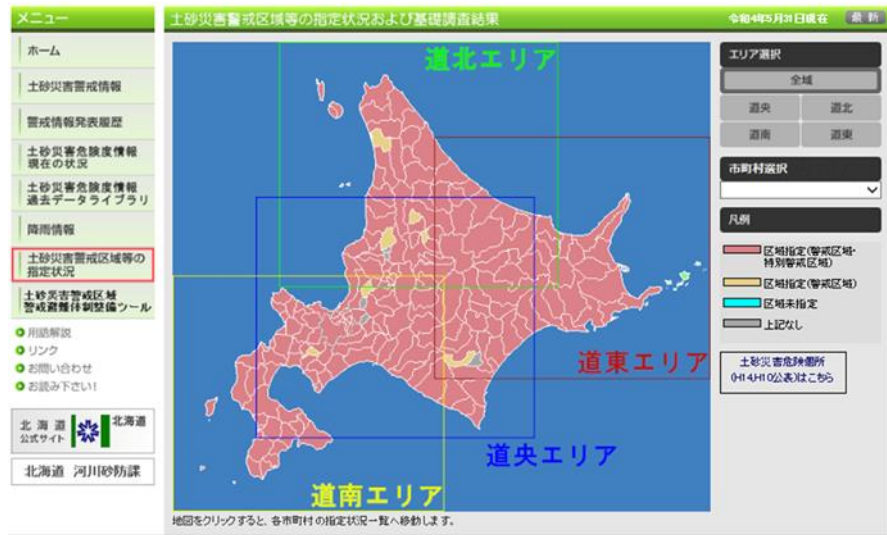 メニュー
ホーム
土砂災害警戒情報
警戒情報発表履歴
土砂災害危険度情報
現在の状況
土砂災害危険度情報
過去データライブラリ
降雨情報
土砂災害警戒区域等の
指定状況
土砂災害警戒区域
警戒避難体制整備ツール
用語解説
リンク
お問い合わせ
お読み下さい!
北海道
公式サイト
北海道
北海道 河川砂防課
土砂災害警戒区域等の指定状況および基礎調査結果
令和4年5月31日現在
最新
道北エリア
道東エリア
道央エリア
道南エリア
地図をクリックすると、各市町村の指定状況一覧へ移動します。
エリア選択
全域
道央
道北
道南
道東
市町村選択
凡例
区域指定(警戒区域・
特別警戒区域)
区域指定(警戒区域)
区域未指定
上記なし
土砂災害危険箇所
(H14,H10公表)はこちら